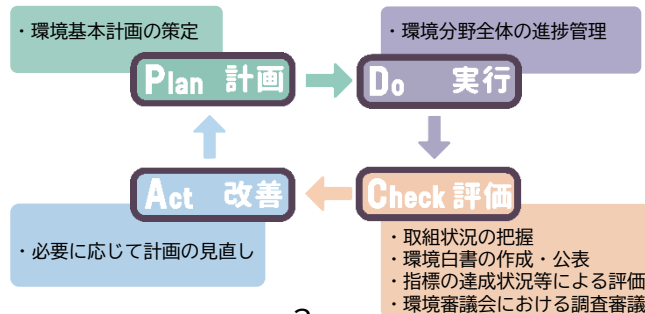 ・環境基本計画の策定
・環境分野全体の進捗管理
Plan 計画
Do 実行
Act 改善
Check 評価
・必要に応じて計画の見直し
・取組状況の把握
・環境白書の作成・公表
・指標の達成状況等による評価
・環境審議会における調査審議